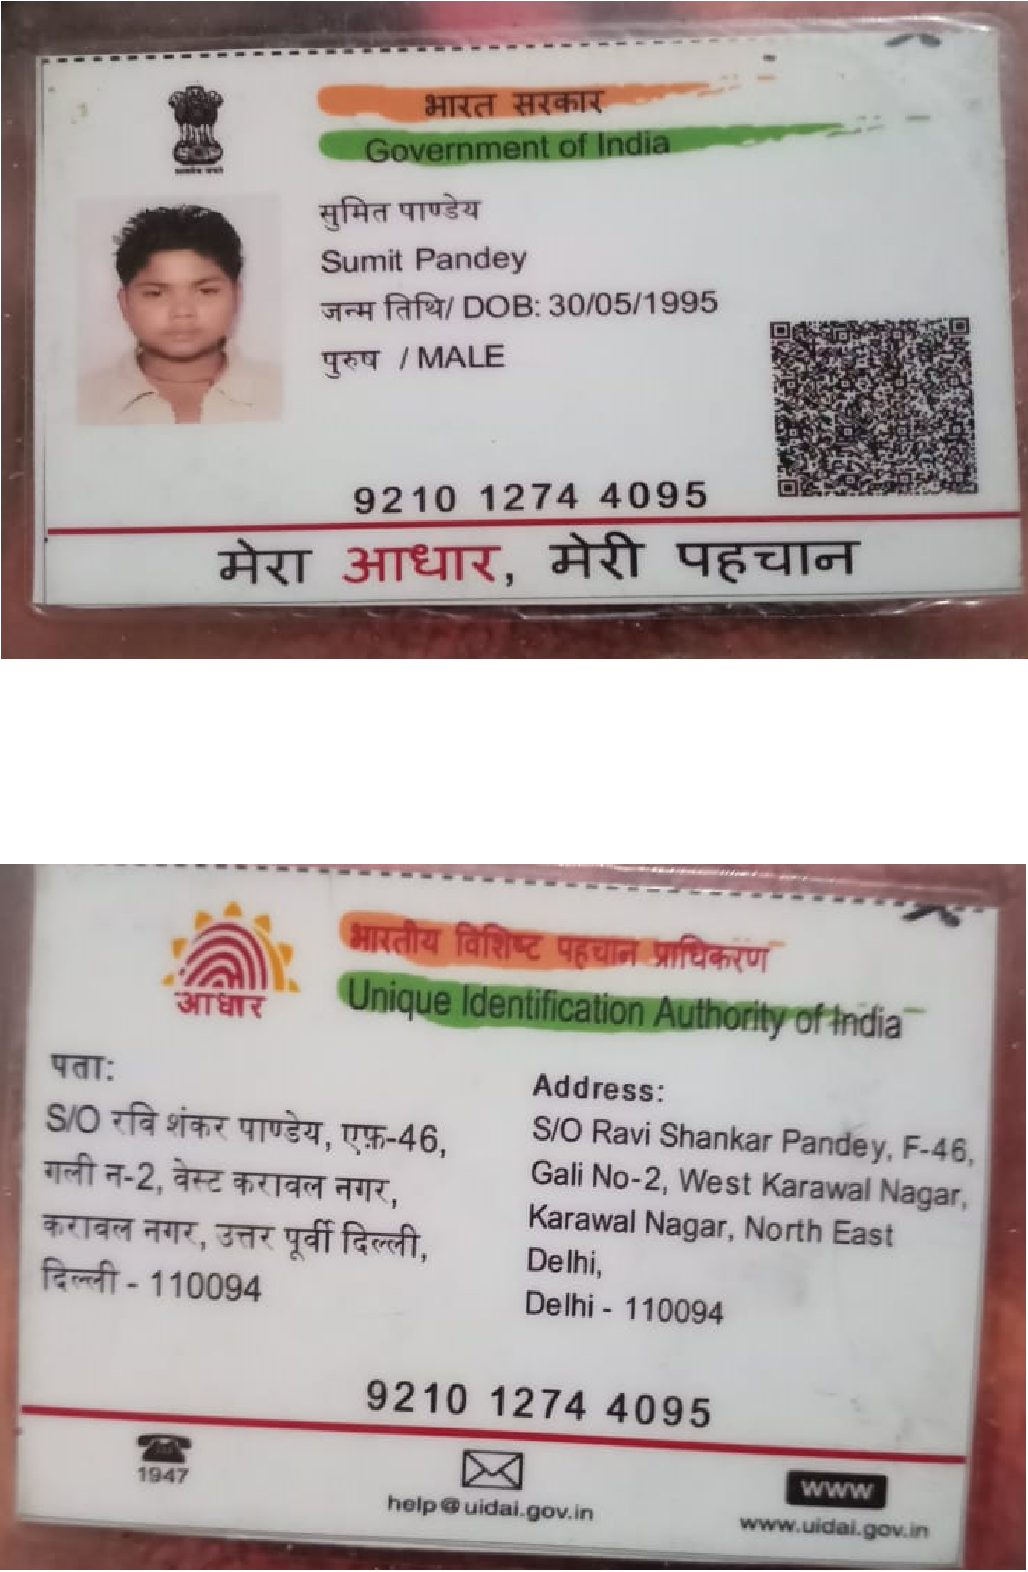 भारत सरकार
Government of India
सुमित पाण्डेय
Sumit Pandey
जन्म तिथि/ DOB: 30/05/1995
पुरुष / MALE
9210 1274 4095
मेरा आधार, मेरी पहचान
भारतीय विशिष्ट पहचान प्राधिकरण
Unique Identification Authority of India
आधार
पता:
S/O रवि शंकर पाण्डेय, एफ़-46,
गली न-2, वेस्ट करावल नगर,
करावल नगर, उत्तर पूर्वी दिल्ली,
दिल्ली - 110094
Address:
S/O Ravi Shankar Pandey, F-46,
Gali No-2, West Karawal Nagar,
Karawal Nagar, North East
Delhi,
Delhi - 110094
9210 1274 4095
1947
help@uidai.gov.in
www
www.uidai.gov.in